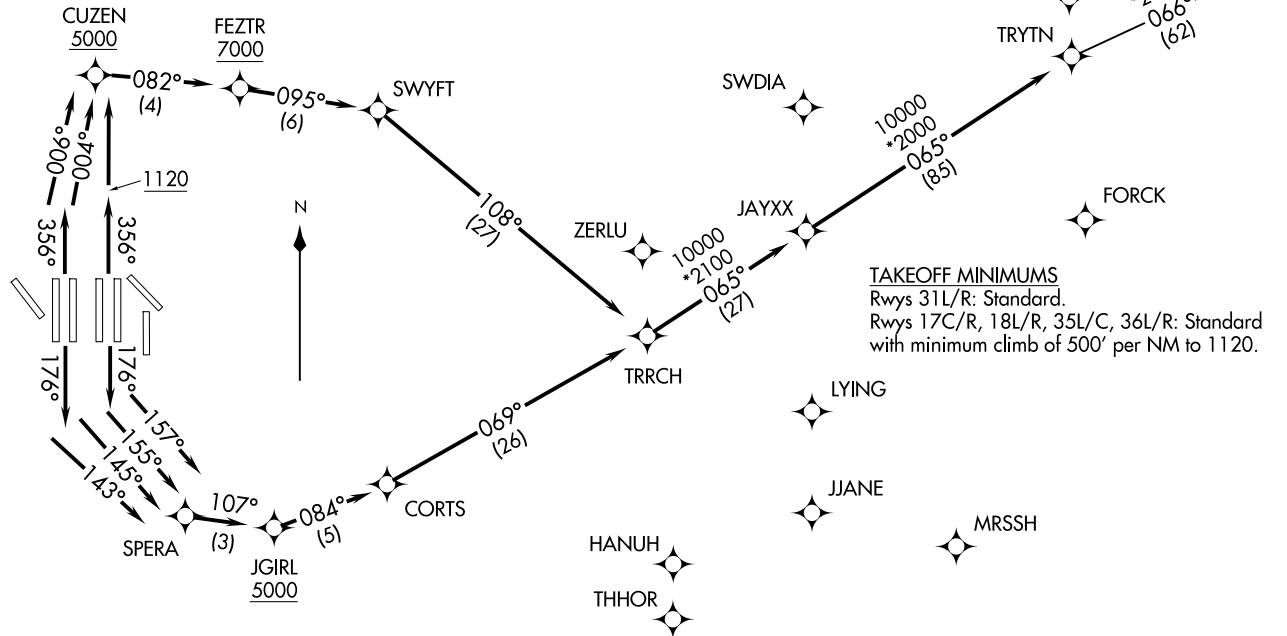 CUZEN
5000
FEZTR
7000
082°
(4)
095°
(6)
SWYFT
TRYTN
066°
(62)
SWDIA
10000
*2000
065°
(85)
006°
004°
1120
356°
356°
N
108°
(27)
ZERLU
JAYXX
FORCK
10000
*2100
065°
(27)
TAKEOFF MINIMUMS
Rwys 31L/R: Standard.
Rwys 17C/R, 18L/R, 35L/C, 36L/R: Standard
with minimum climb of 500' per NM to 1120.
TRRCH
176°
176°
157°
155°
145°
143°
069°
(26)
LYING
107°
(3)
084°
(5)
CORTS
SPERA
JGIRL
5000
JJANE
MRSSH
HANUH
THHOR